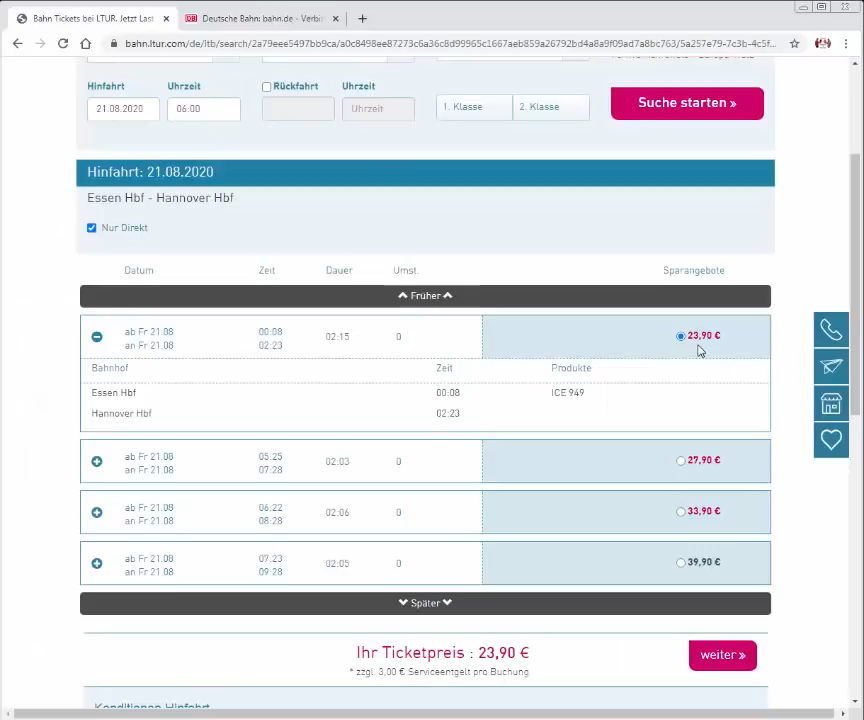 Bahn Tickets bei LTUR. Jetzt Last
Deutsche Bahn: bahn.de - Verbi
bahn.ltur.com/de/ltb/search/2a79eee5497bb9ca/a0c8498ee87273c6a36c8d99965c1667aeb859a26792bd4a8a9f09ad7a8bc763/5a257e79-7c3b-4c5f...
Hinfahrt Uhrzeit Rückfahrt Uhrzeit
21.08.2020 06:00 Uhrzeit 1. Klasse 2. Klasse Suche starten »
Hinfahrt: 21.08.2020
Essen Hbf - Hannover Hbf
Nur Direkt
Datum Zeit Dauer Umst. Sparangebote
Früher
ab Fr 21.08 00:08
an Fr 21.08 02:23
02:15 0 23,90 €
Bahnhof Zeit Produkte
Essen Hbf 00:08 ICE 949
Hannover Hbf 02:23
ab Fr 21.08 05:25
an Fr 21.08 07:28
02:03 0 27,90 €
ab Fr 21.08 06:22
an Fr 21.08 08:28
02:06 0 33,90 €
ab Fr 21.08 07:23
an Fr 21.08 09:28
02:05 0 39,90 €
Später
Ihr Ticketpreis : 23,90 €
weiter »
* zzgl. 3,00 € Serviceentgelt pro Buchung
Konditionen Hinfahrt